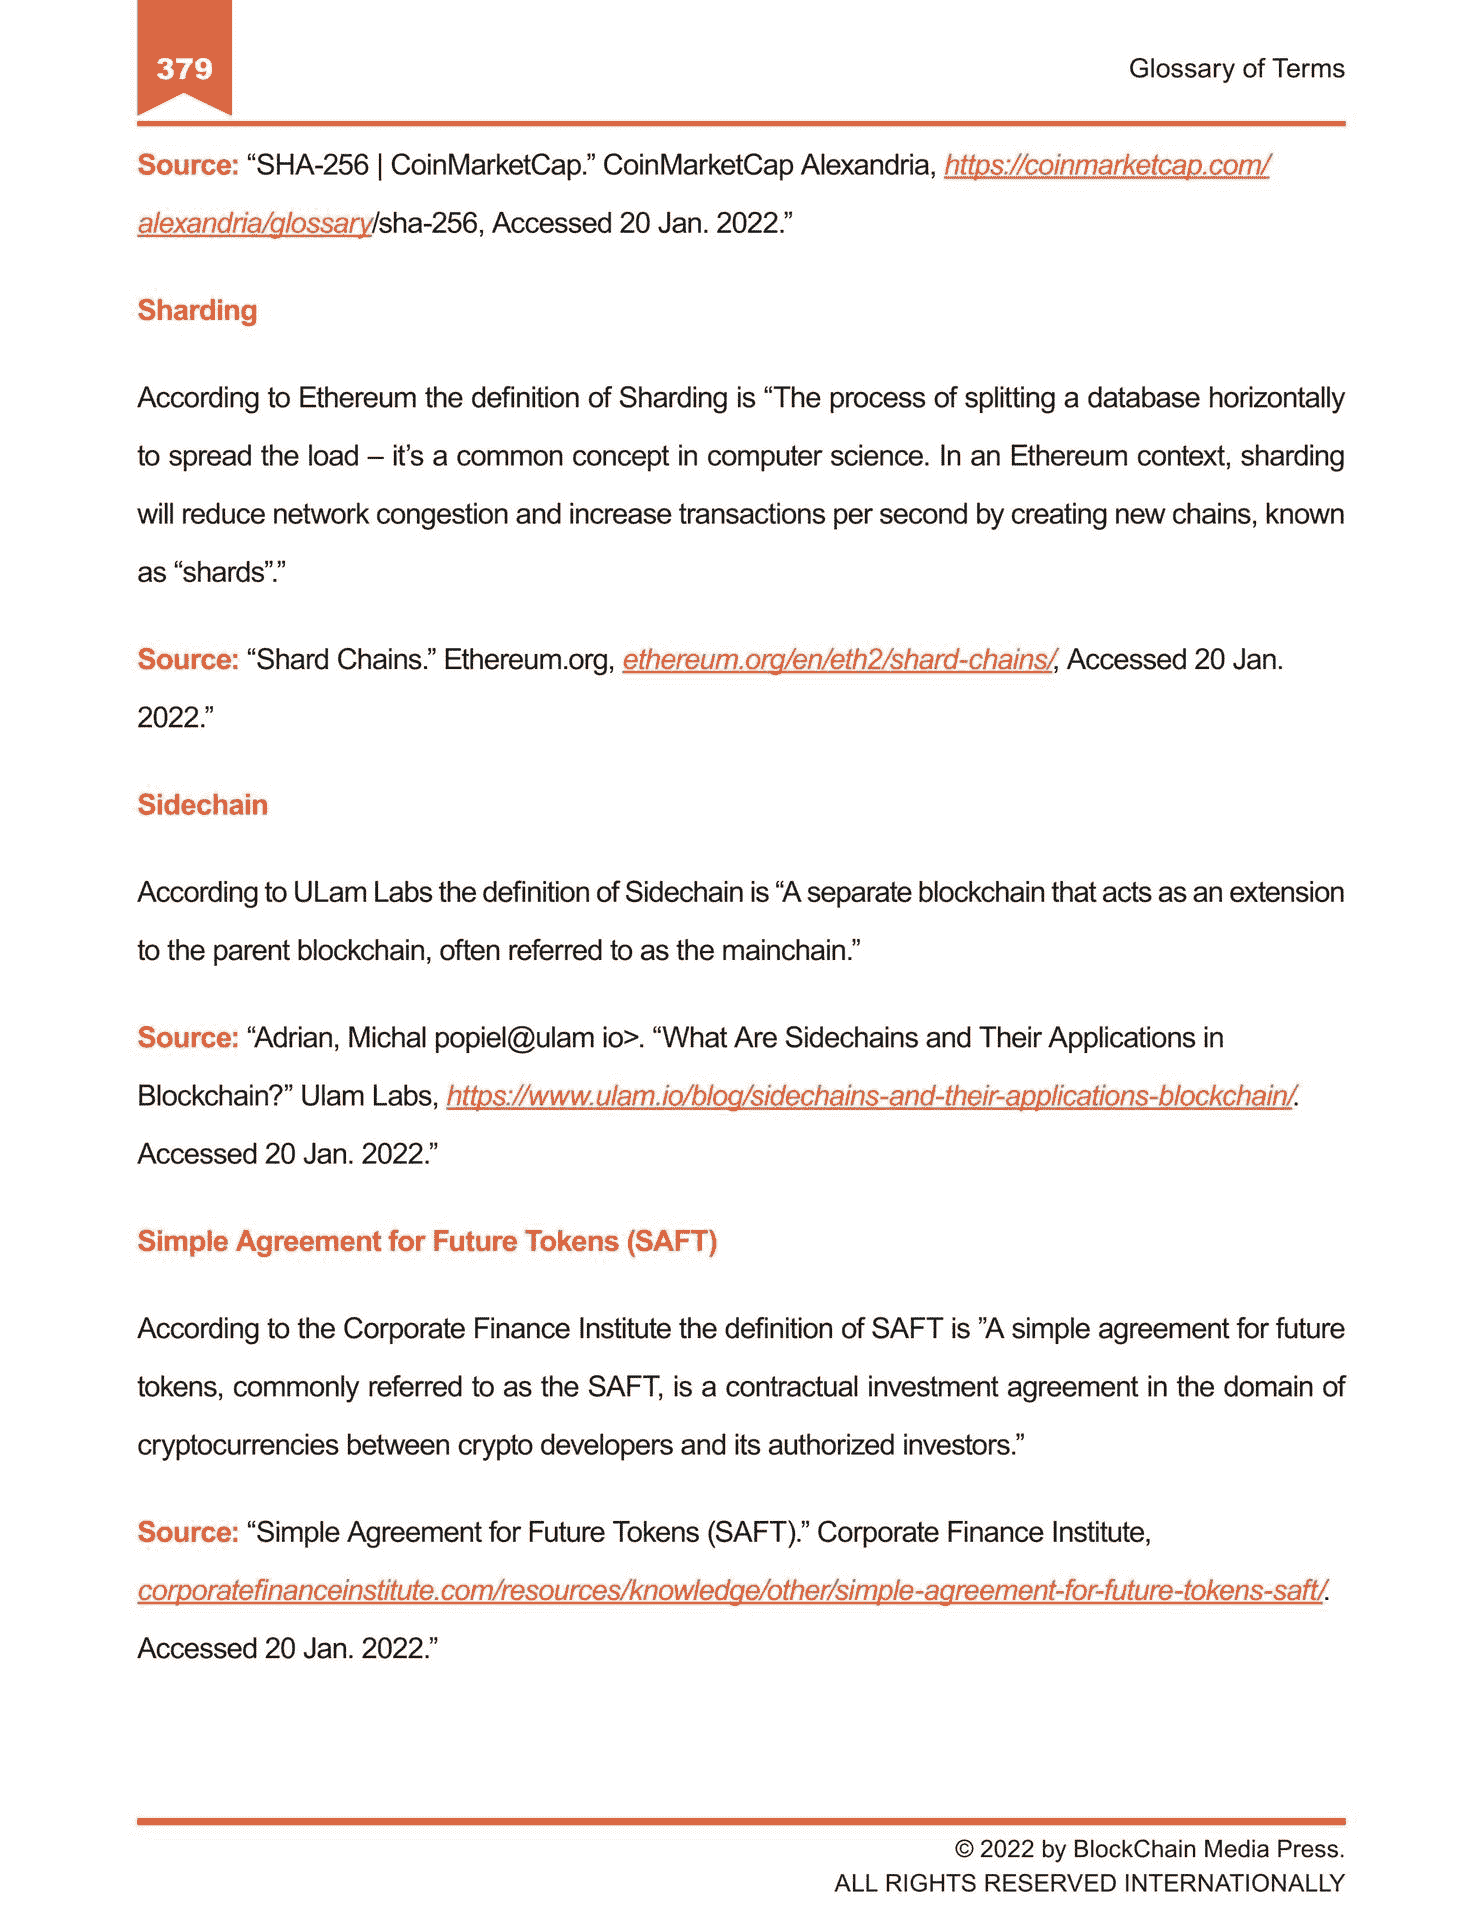 379
Glossary of Terms
Source: “SHA-256 | CoinMarketCap.” CoinMarketCap Alexandria, https://coinmarketcap.com/
alexandria/glossary/sha-256, Accessed 20 Jan. 2022.”
Sharding
According to Ethereum the definition of Sharding is “The process of splitting a database horizontally
to spread the load – it’s a common concept in computer science. In an Ethereum context, sharding
will reduce network congestion and increase transactions per second by creating new chains, known
as “shards”.”
Source: “Shard Chains.” Ethereum.org, ethereum.org/en/eth2/shard-chains/, Accessed 20 Jan.
2022.”
Sidechain
According to ULam Labs the definition of Sidechain is “A separate blockchain that acts as an extension
to the parent blockchain, often referred to as the mainchain.”
Source: “Adrian, Michal popiel@ulam io>. “What Are Sidechains and Their Applications in
Blockchain?” Ulam Labs, https://www.ulam.io/blog/sidechains-and-their-applications-blockchain/.
Accessed 20 Jan. 2022.”
Simple Agreement for Future Tokens (SAFT)
According to the Corporate Finance Institute the definition of SAFT is ”A simple agreement for future
tokens, commonly referred to as the SAFT, is a contractual investment agreement in the domain of
cryptocurrencies between crypto developers and its authorized investors.”
Source: “Simple Agreement for Future Tokens (SAFT).” Corporate Finance Institute,
corporatefinanceinstitute.com/resources/knowledge/other/simple-agreement-for-future-tokens-saft/.
Accessed 20 Jan. 2022.”
© 2022 by BlockChain Media Press.
ALL RIGHTS RESERVED INTERNATIONALLY